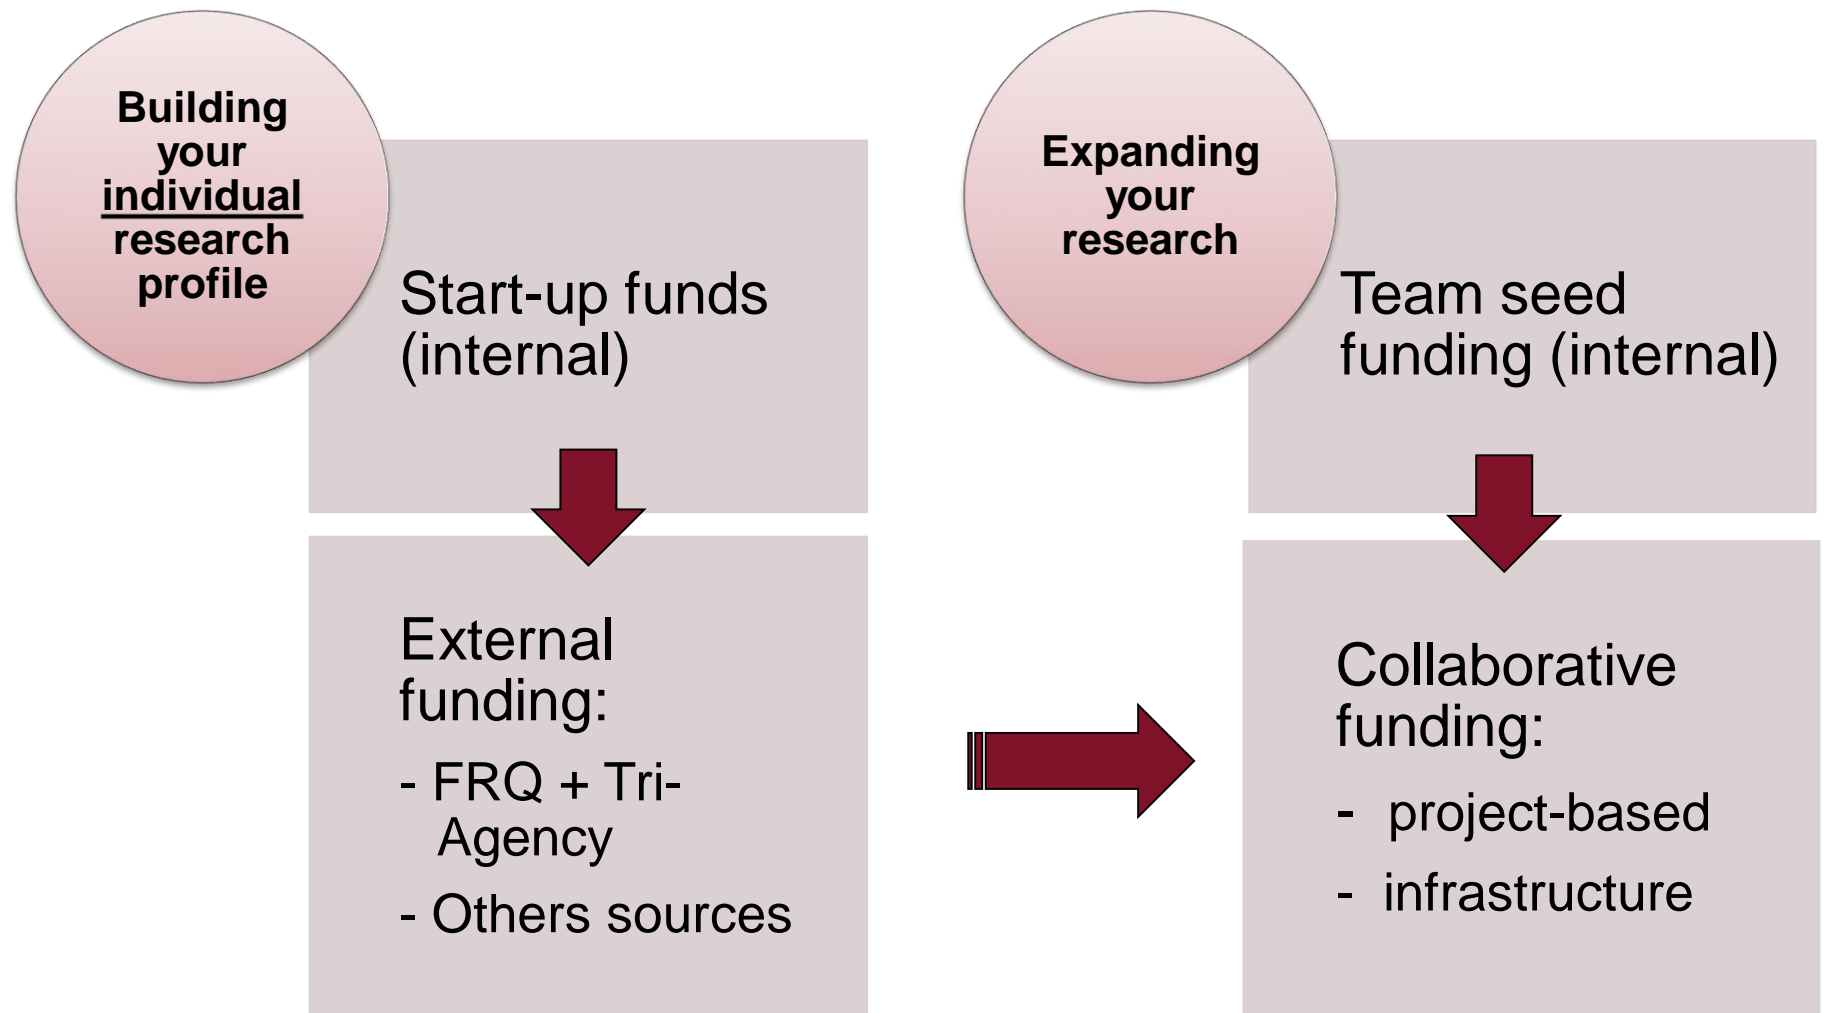 Building
your
individual
research
profile
Start-up funds
(internal)
External
funding:
- FRQ + Tri-
Agency
- Others sources
Expanding
your
research
Team seed
funding (internal)
Collaborative
funding:
- project-based
- infrastructure